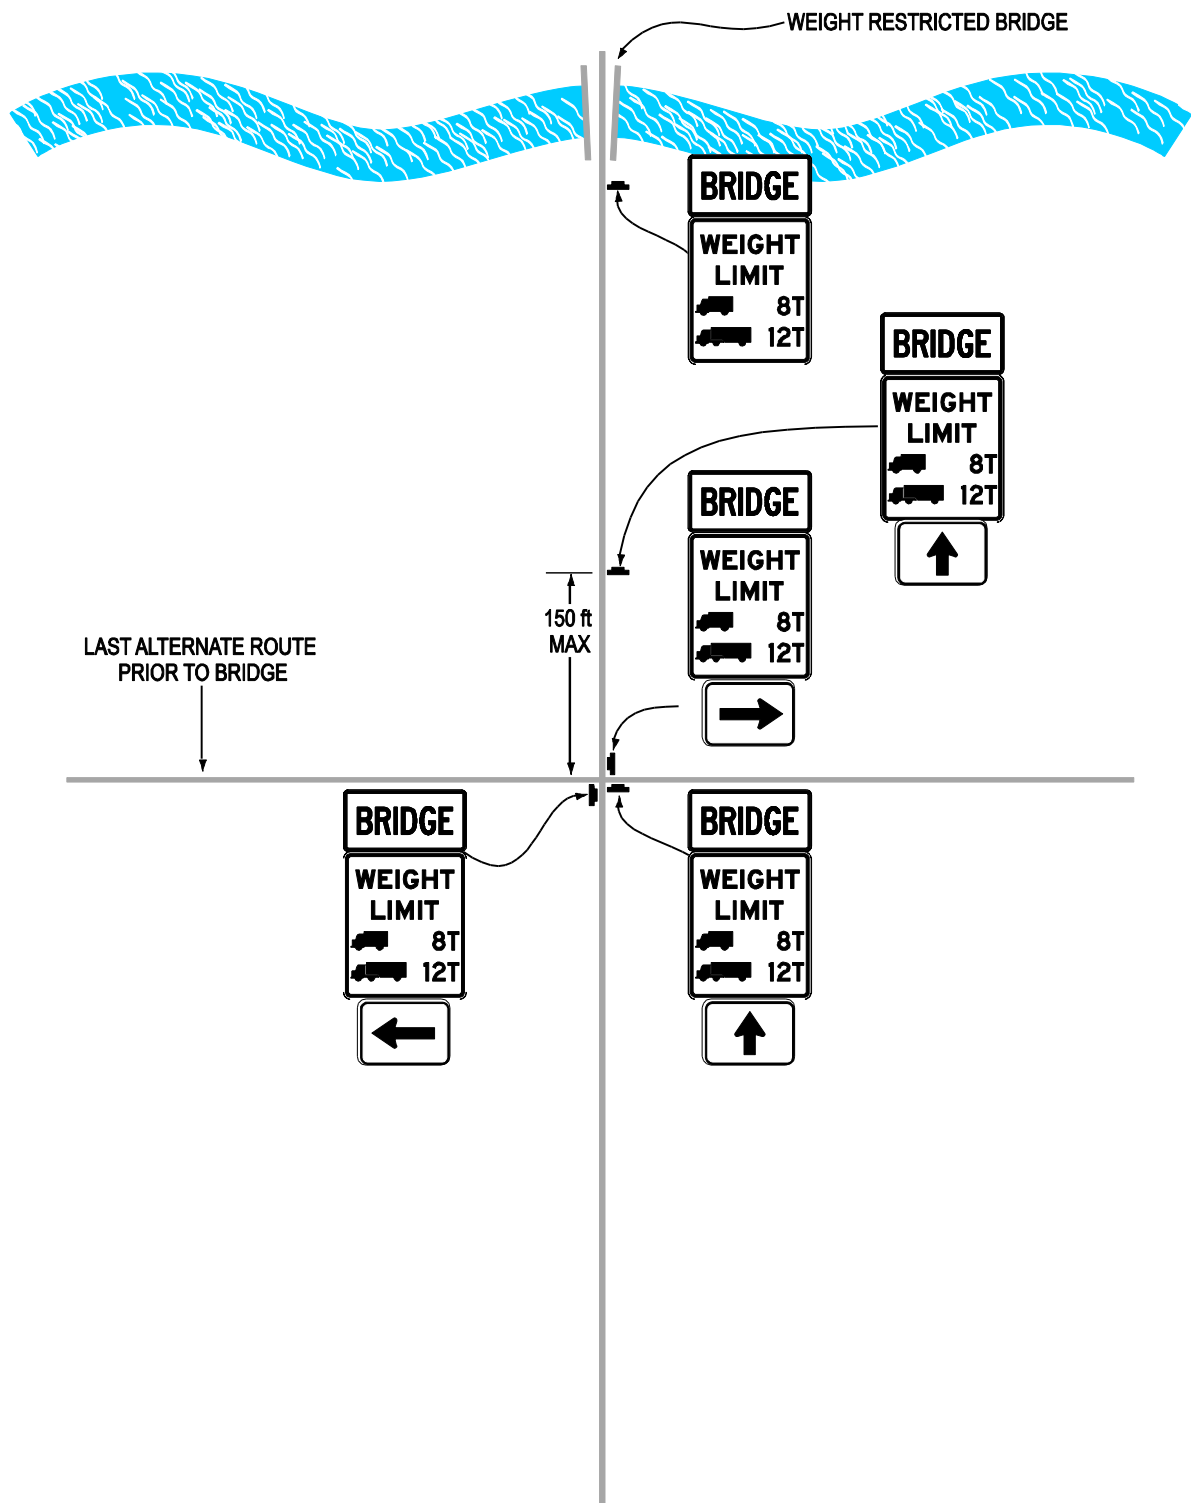 WEIGHT RESTRICTED BRIDGE
BRIDGE
WEIGHT
LIMIT
8T
12T
BRIDGE
WEIGHT
LIMIT
8T
12T
BRIDGE
WEIGHT
LIMIT
8T
12T
150 ft
MAX
LAST ALTERNATE ROUTE
PRIOR TO BRIDGE
BRIDGE
WEIGHT
LIMIT
8T
12T
BRIDGE
WEIGHT
LIMIT
8T
12T